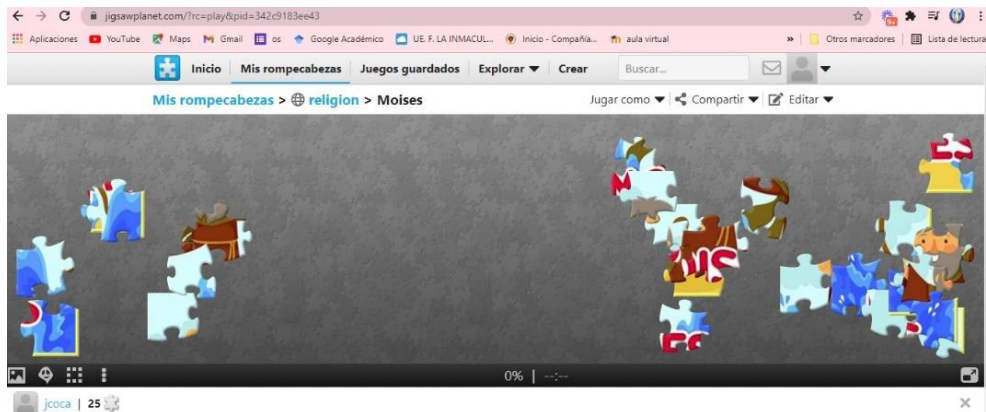 jigsawplanet.com/?rc=play&pid=342c9183ee43
Aplicaciones YouTube Maps Gmail os Google Académico UE. F. LA INMACUL... Inicio - Compañía... aula virtual » Otros marcadores Lista de lectura
Inicio Mis rompecabezas Juegos guardados Explorar Crear Buscar...
Mis rompecabezas > religion > Moises Jugar como Compartir Editar
0% | --:--
jcoca | 25